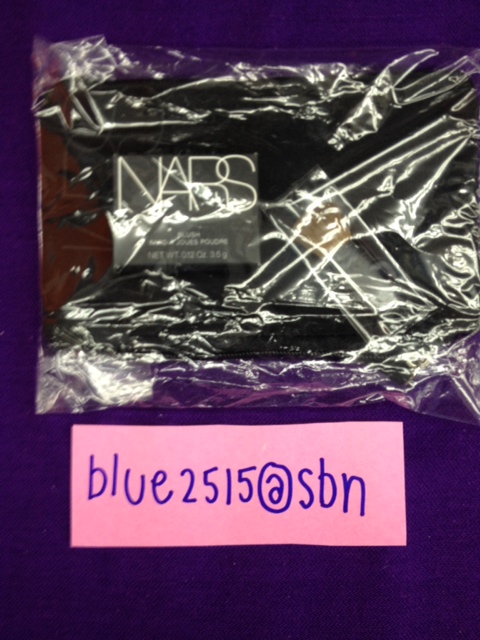 NARS
BLUSH
FARD À JOUES POUDRE
NET WT. 0.12 Oz. 3.5 g
blue2515@sbn